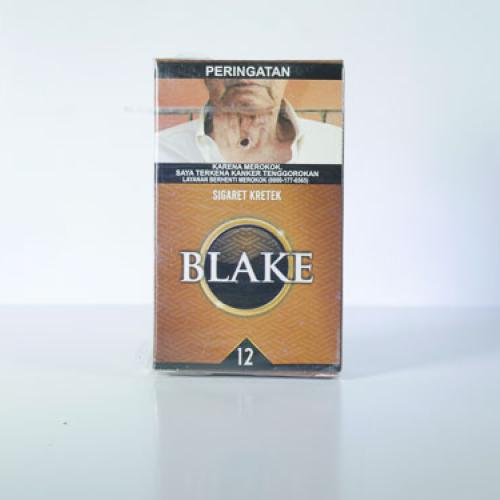 PERINGATAN
KARENA MEROKOK,
SAYA TERKENA KANKER TENGGOROKAN
LAYANAN BERHENTI MEROKOK (0800-177-6565)
SIGARET KRETEK
BLAKE
12